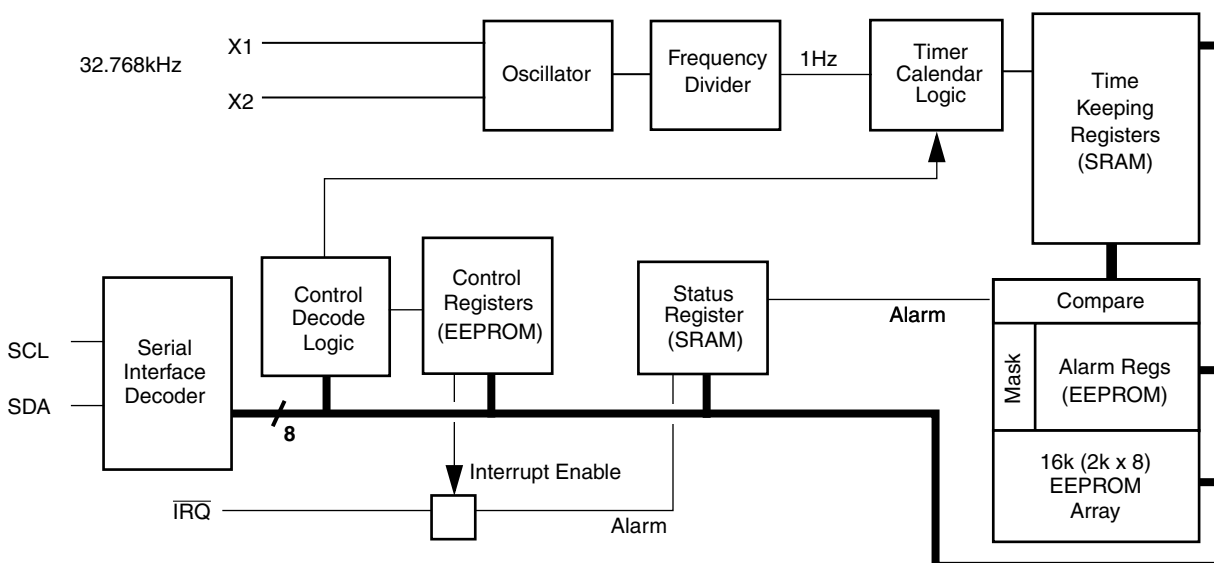 32.768kHz
X1
X2
Oscillator
Frequency
Divider
1Hz
Timer
Calendar
Logic
Time
Keeping
Registers
(SRAM)
SCL
SDA
Serial
Interface
Decoder
8
Control
Decode
Logic
Control
Registers
(EEPROM)
Status
Register
(SRAM)
Alarm
Compare
Mask
Alarm Regs
(EEPROM)
16k (2k x 8)
EEPROM
Array
Interrupt Enable
IRQ
Alarm